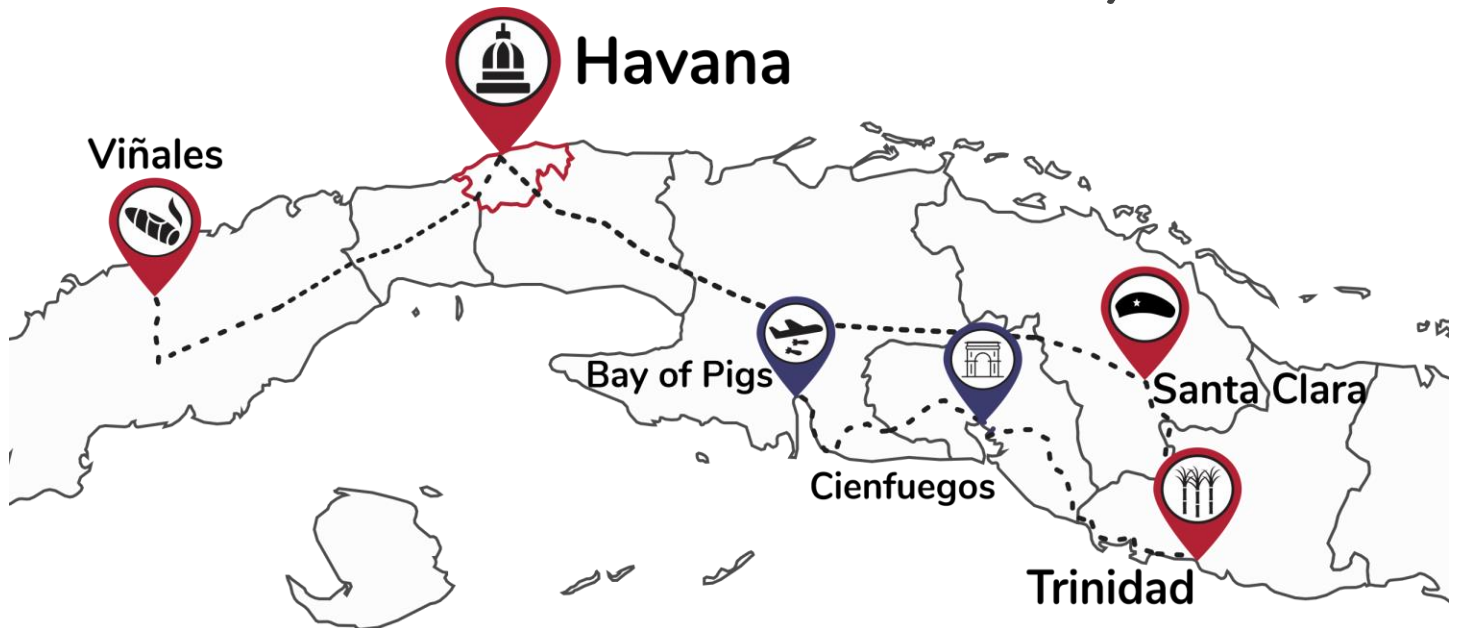 Havana
Viñales
Bay of Pigs
Santa Clara
Cienfuegos
Trinidad